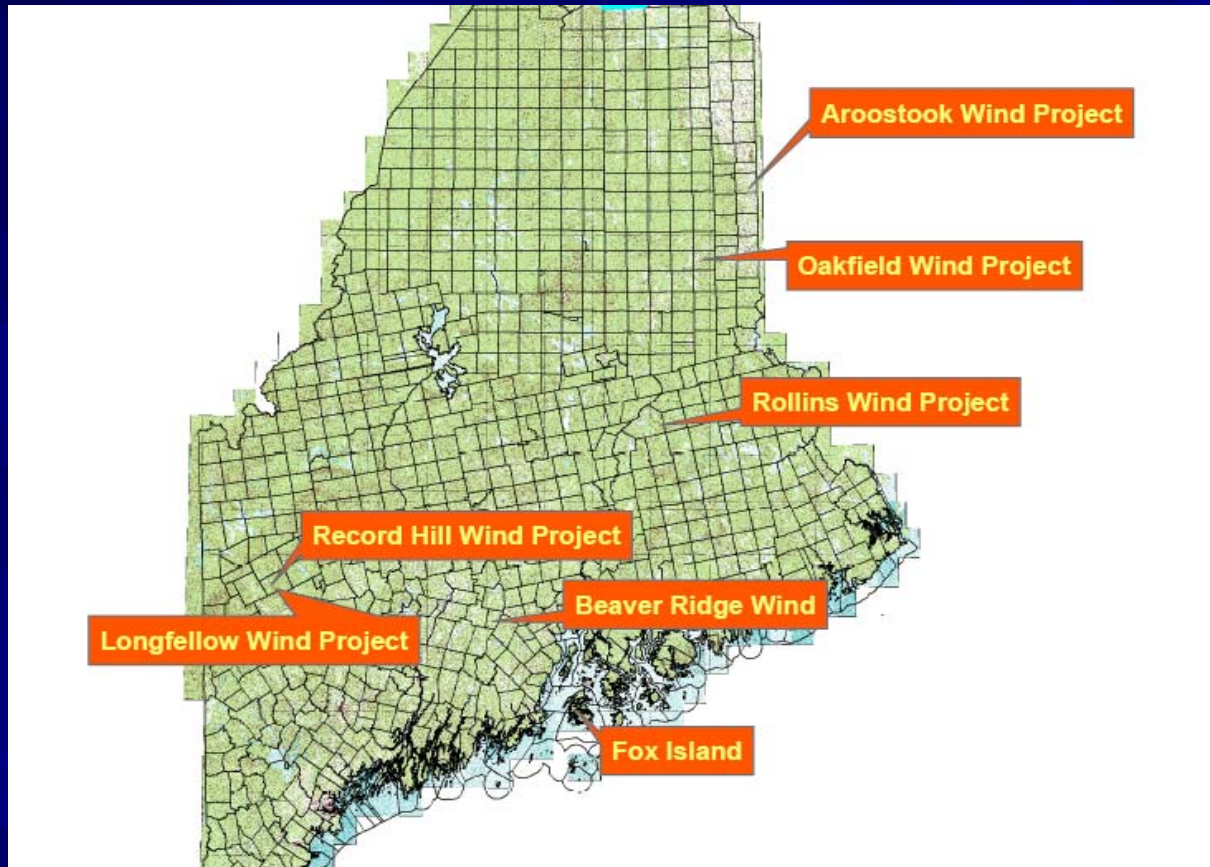 Aroostook Wind Project
Oakfield Wind Project
Rollins Wind Project
Record Hill Wind Project
Beaver Ridge Wind
Longfellow Wind Project
Fox Island